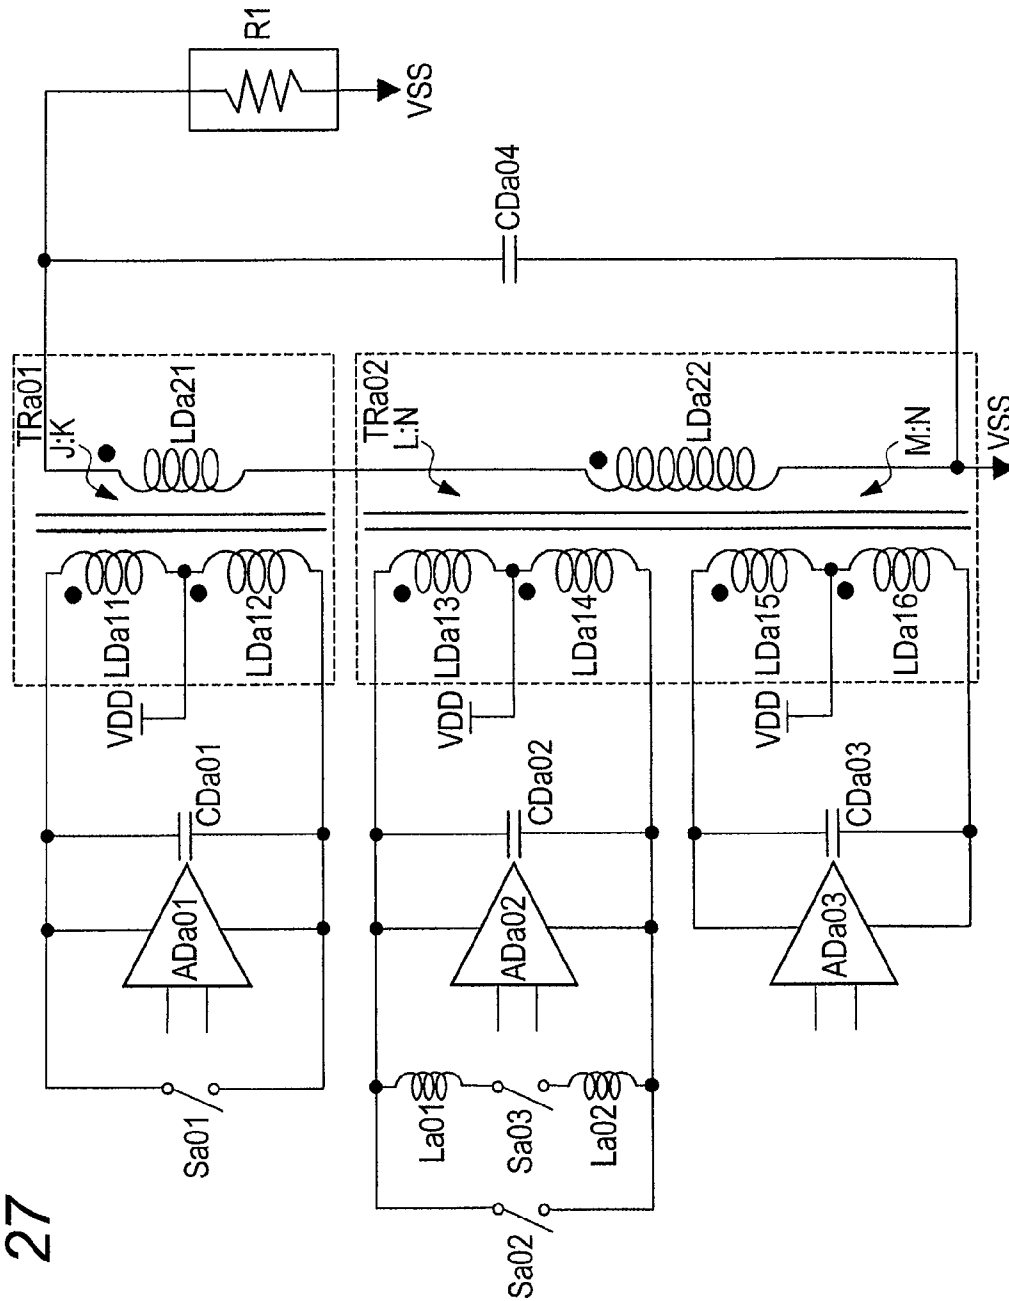 27
TRa01
J:K
LDa21
LDa11
LDa12
VDD
CDa01
ADa01
Sa01
R1
VSS
CDa04
TRa02
L:N
LDa22
M:N
VSS
LDa13
LDa14
VDD
CDa02
ADa02
La01
Sa03
La02
Sa02
LDa15
LDa16
VDD
CDa03
ADa03